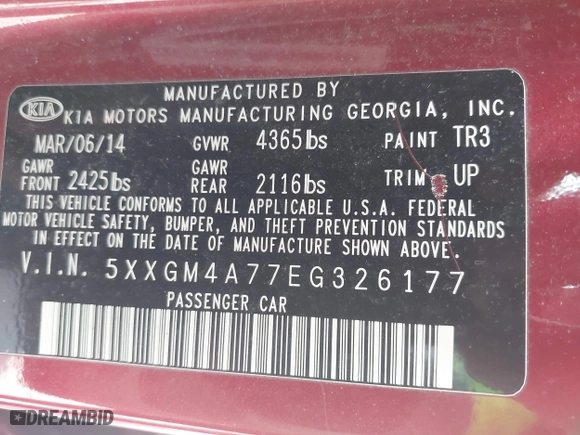 MANUFACTURED BY
KIA KIA MOTORS MANUFACTURING GEORGIA, INC.
MAR/06/14 GVWR 4365lbs PAINT TR3
GAWR FRONT 2425lbs GAWR REAR 2116lbs TRIM UP
THIS VEHICLE CONFORMS TO ALL APPLICABLE U.S.A. FEDERAL
MOTOR VEHICLE SAFETY, BUMPER, AND THEFT PREVENTION STANDARDS
IN EFFECT ON THE DATE OF MANUFACTURE SHOWN ABOVE
V.I.N. 5XXGM4A77EG326177
PASSENGER CAR
DREAMBID